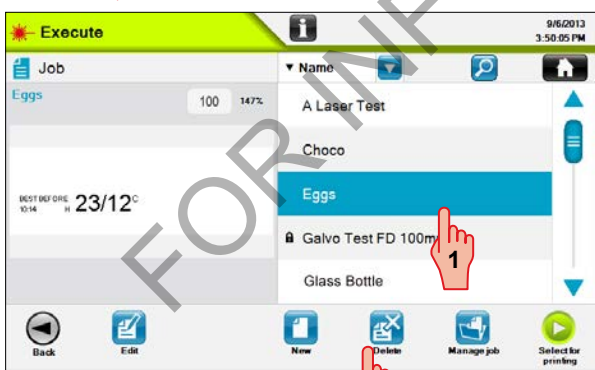 Execute
i
9/6/2013
3:50:05 PM
Job
▼ Name
Eggs
100 147%
A Laser Test
Choco
BEST BEFORE
10:14 H 23/12°
Eggs
Galvo Test FD 100m
1
Glass Bottle
Back
Edit
New
Delete
Manage job
Select for
printing
FOR INF